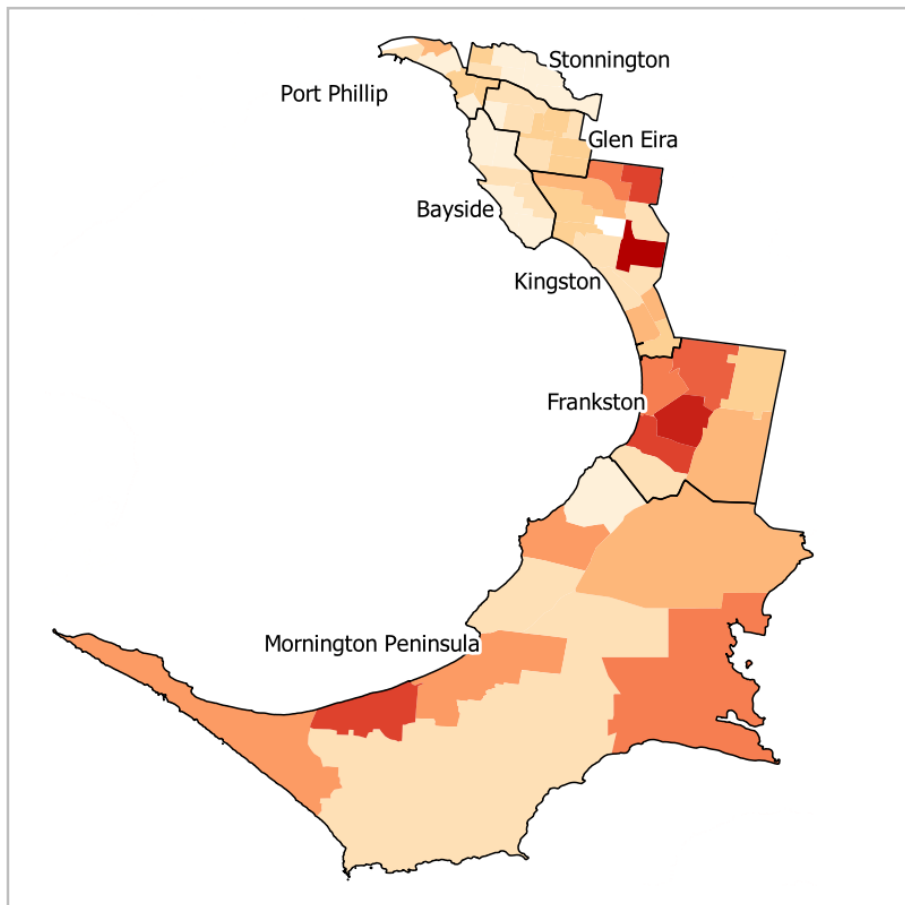 Stonnington
Port Phillip
Glen Eira
Bayside
Kingston
Frankston
Mornington Peninsula